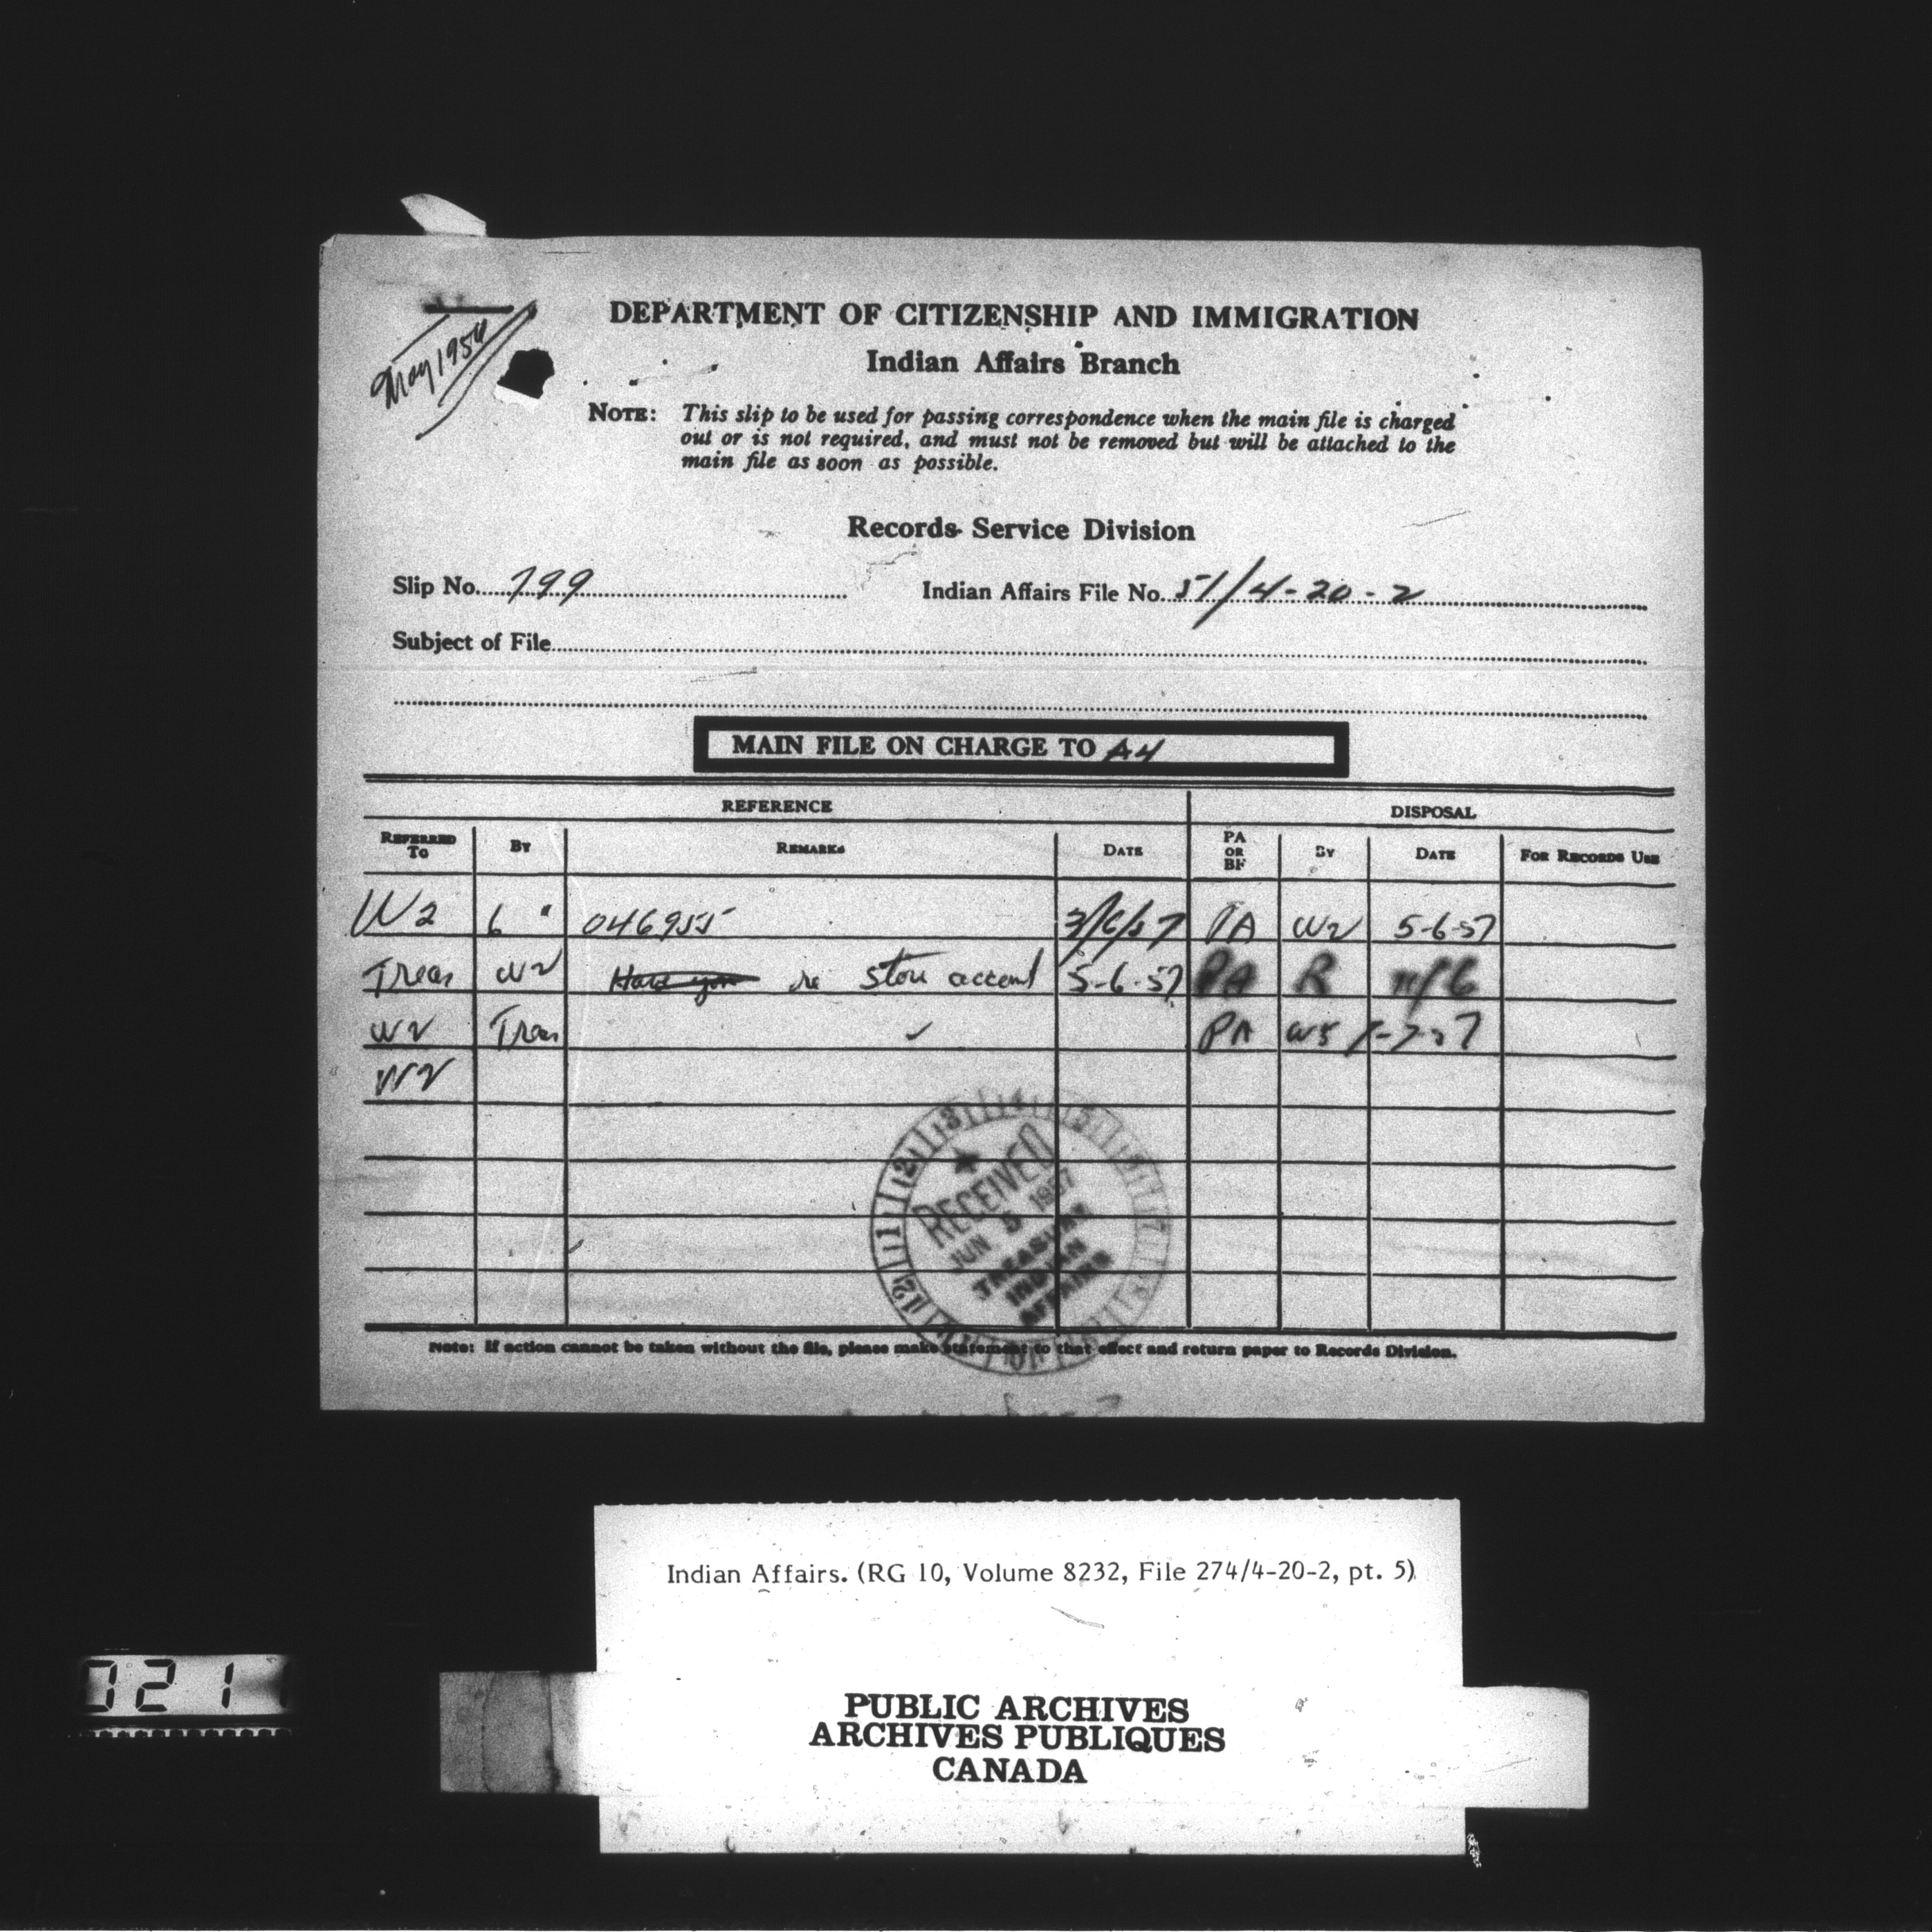 May 1954
DEPARTMENT OF CITIZENSHIP AND IMMIGRATION
Indian Affairs Branch
NOTE: This slip to be used for passing correspondence when the main file is charged
out or is not required, and must not be removed but will be attached to the
main file as soon as possible.
Records Service Division
Slip No. 799 Indian Affairs File No. 51/4-20-2
Subject of File
MAIN FILE ON CHARGE TO A4
REFERENCE DISPOSAL
REFERRED TO BY REMARKS DATE PA OR BF BY DATE FOR RECORDS USE
W2 6 046955 3/6/57 PA W2 5-6-57
Treas W2 Have you re store account 5-6-57 PA R 11/6
W2 Treas ✓ PA W5 7-57
W2
RECEIVED
JUN 5 1957
TREASURY
INDIAN
AFFAIRS
Note: If action cannot be taken without the file, please make statement to that effect and return paper to Records Division.
Indian Affairs. (RG 10, Volume 8232, File 274/4-20-2, pt. 5)
021
PUBLIC ARCHIVES
ARCHIVES PUBLIQUES
CANADA